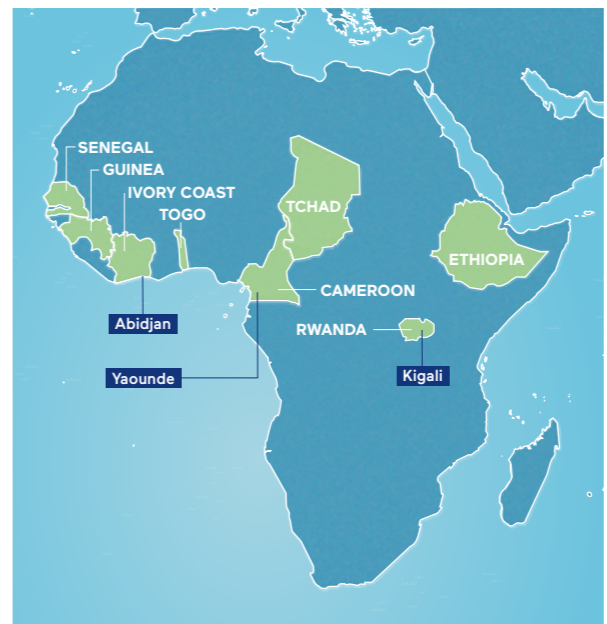 SENEGAL
GUINEA
IVORY COAST
TOGO
TCHAD
ETHIOPIA
CAMEROON
Abidjan
RWANDA
Yaounde
Kigali